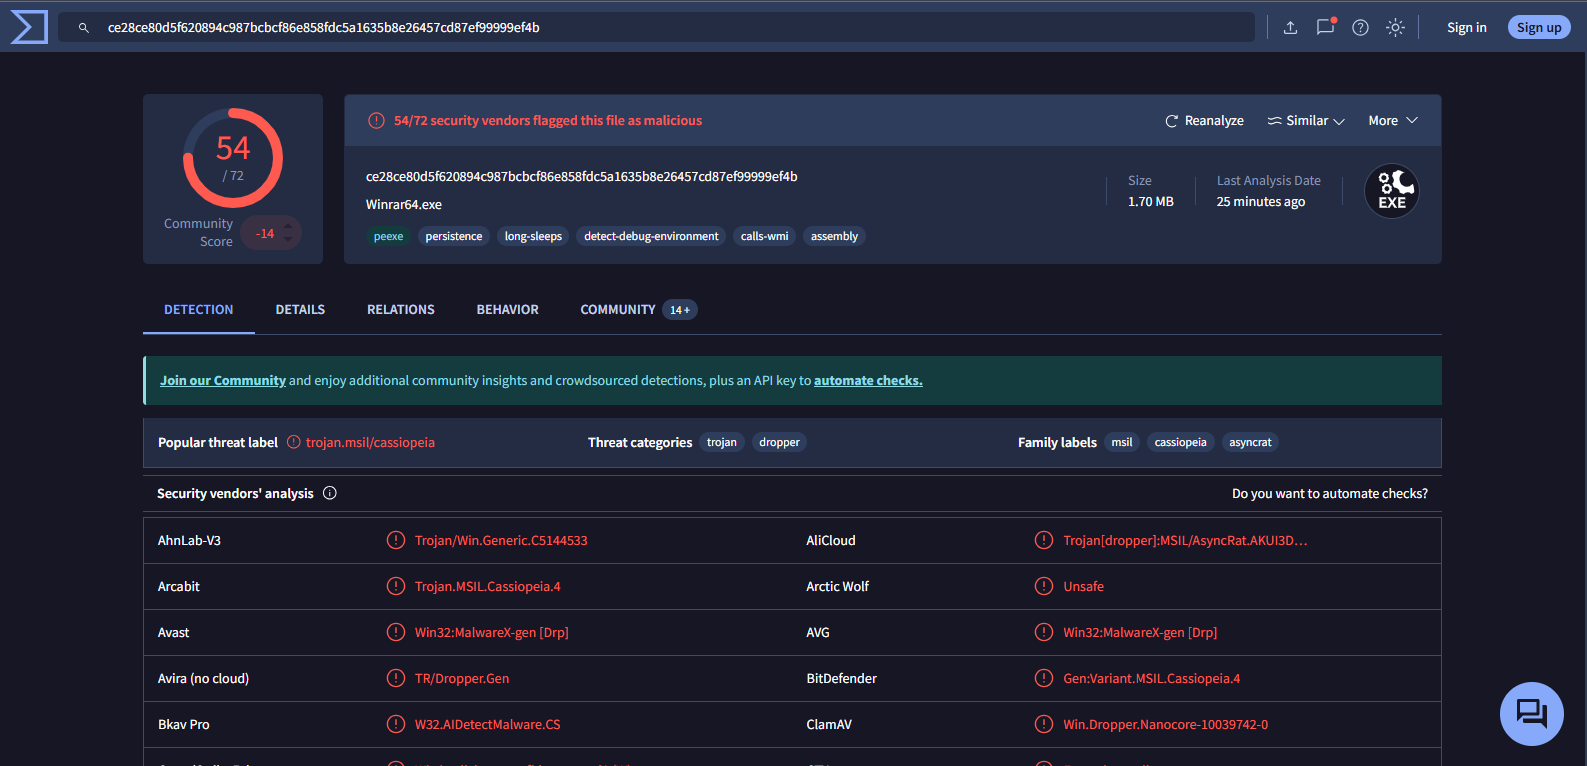 ce28ce80d5f620894c987bcbcf86e858fdc5a1635b8e26457cd87ef99999ef4b
Sign in
Sign up
54
/ 72
Community
Score
-14
54/72 security vendors flagged this file as malicious
Reanalyze
Similar
More
ce28ce80d5f620894c987bcbcf86e858fdc5a1635b8e26457cd87ef99999ef4b
Winrar64.exe
peexe persistence long-sleeps detect-debug-environment calls-wmi assembly
Size
1.70 MB
Last Analysis Date
25 minutes ago
EXE
DETECTION DETAILS RELATIONS BEHAVIOR COMMUNITY 14 +
Join our Community and enjoy additional community insights and crowdsourced detections, plus an API key to automate checks.
Popular threat label trojan.msil/cassiopeia
Threat categories trojan dropper
Family labels msil cassiopeia asyncrat
Security vendors' analysis
Do you want to automate checks?
AhnLab-V3 Trojan/Win.Generic.C5144533 AliCloud Trojan[dropper]:MSIL/AsyncRat.AKUI3D…
Arcabit Trojan.MSIL.Cassiopeia.4 Arctic Wolf Unsafe
Avast Win32:MalwareX-gen [Drp] AVG Win32:MalwareX-gen [Drp]
Avira (no cloud) TR/Dropper.Gen BitDefender Gen:Variant.MSIL.Cassiopeia.4
Bkav Pro W32.AIDetectMalware.CS ClamAV Win.Dropper.Nanocore-10039742-0